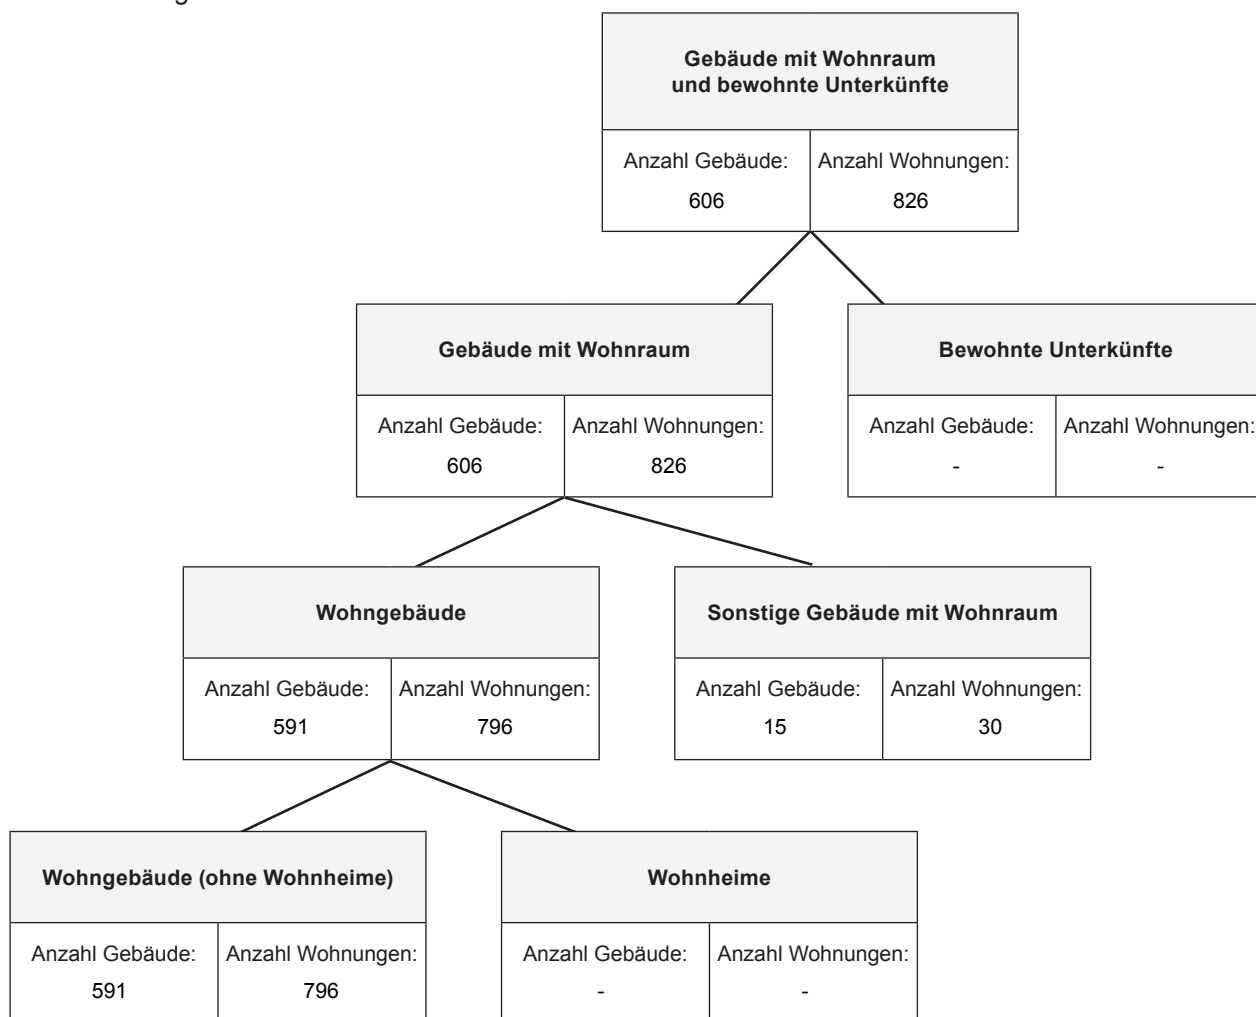 Gebäude mit Wohnraum
und bewohnte Unterkünfte
Anzahl Gebäude: Anzahl Wohnungen:
606 826
Gebäude mit Wohnraum
Anzahl Gebäude: Anzahl Wohnungen:
606 826
Bewohnte Unterkünfte
Anzahl Gebäude: Anzahl Wohnungen:
- -
Wohngebäude
Anzahl Gebäude: Anzahl Wohnungen:
591 796
Sonstige Gebäude mit Wohnraum
Anzahl Gebäude: Anzahl Wohnungen:
15 30
Wohngebäude (ohne Wohnheime)
Anzahl Gebäude: Anzahl Wohnungen:
591 796
Wohnheime
Anzahl Gebäude: Anzahl Wohnungen:
- -